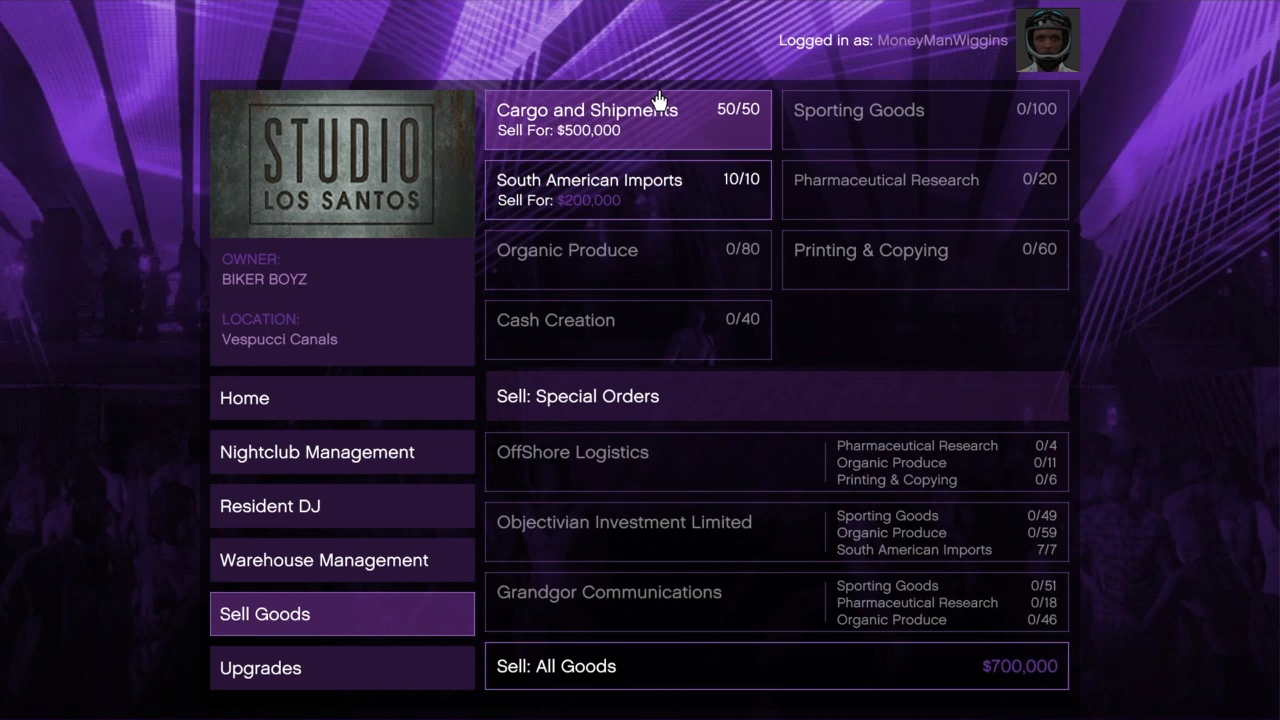 Logged in as: MoneyManWiggins
STUDIO
LOS SANTOS
OWNER:
BIKER BOYZ
LOCATION:
Vespucci Canals
Home
Nightclub Management
Resident DJ
Warehouse Management
Sell Goods
Upgrades
Cargo and Shipments 50/50
Sell For: $500,000
Sporting Goods 0/100
South American Imports 10/10
Sell For: $200,000
Pharmaceutical Research 0/20
Organic Produce 0/80
Printing & Copying 0/60
Cash Creation 0/40
Sell: Special Orders
OffShore Logistics
Pharmaceutical Research 0/4
Organic Produce 0/11
Printing & Copying 0/6
Objectivian Investment Limited
Sporting Goods 0/49
Organic Produce 0/59
South American Imports 7/7
Grandgor Communications
Sporting Goods 0/51
Pharmaceutical Research 0/18
Organic Produce 0/46
Sell: All Goods $700,000